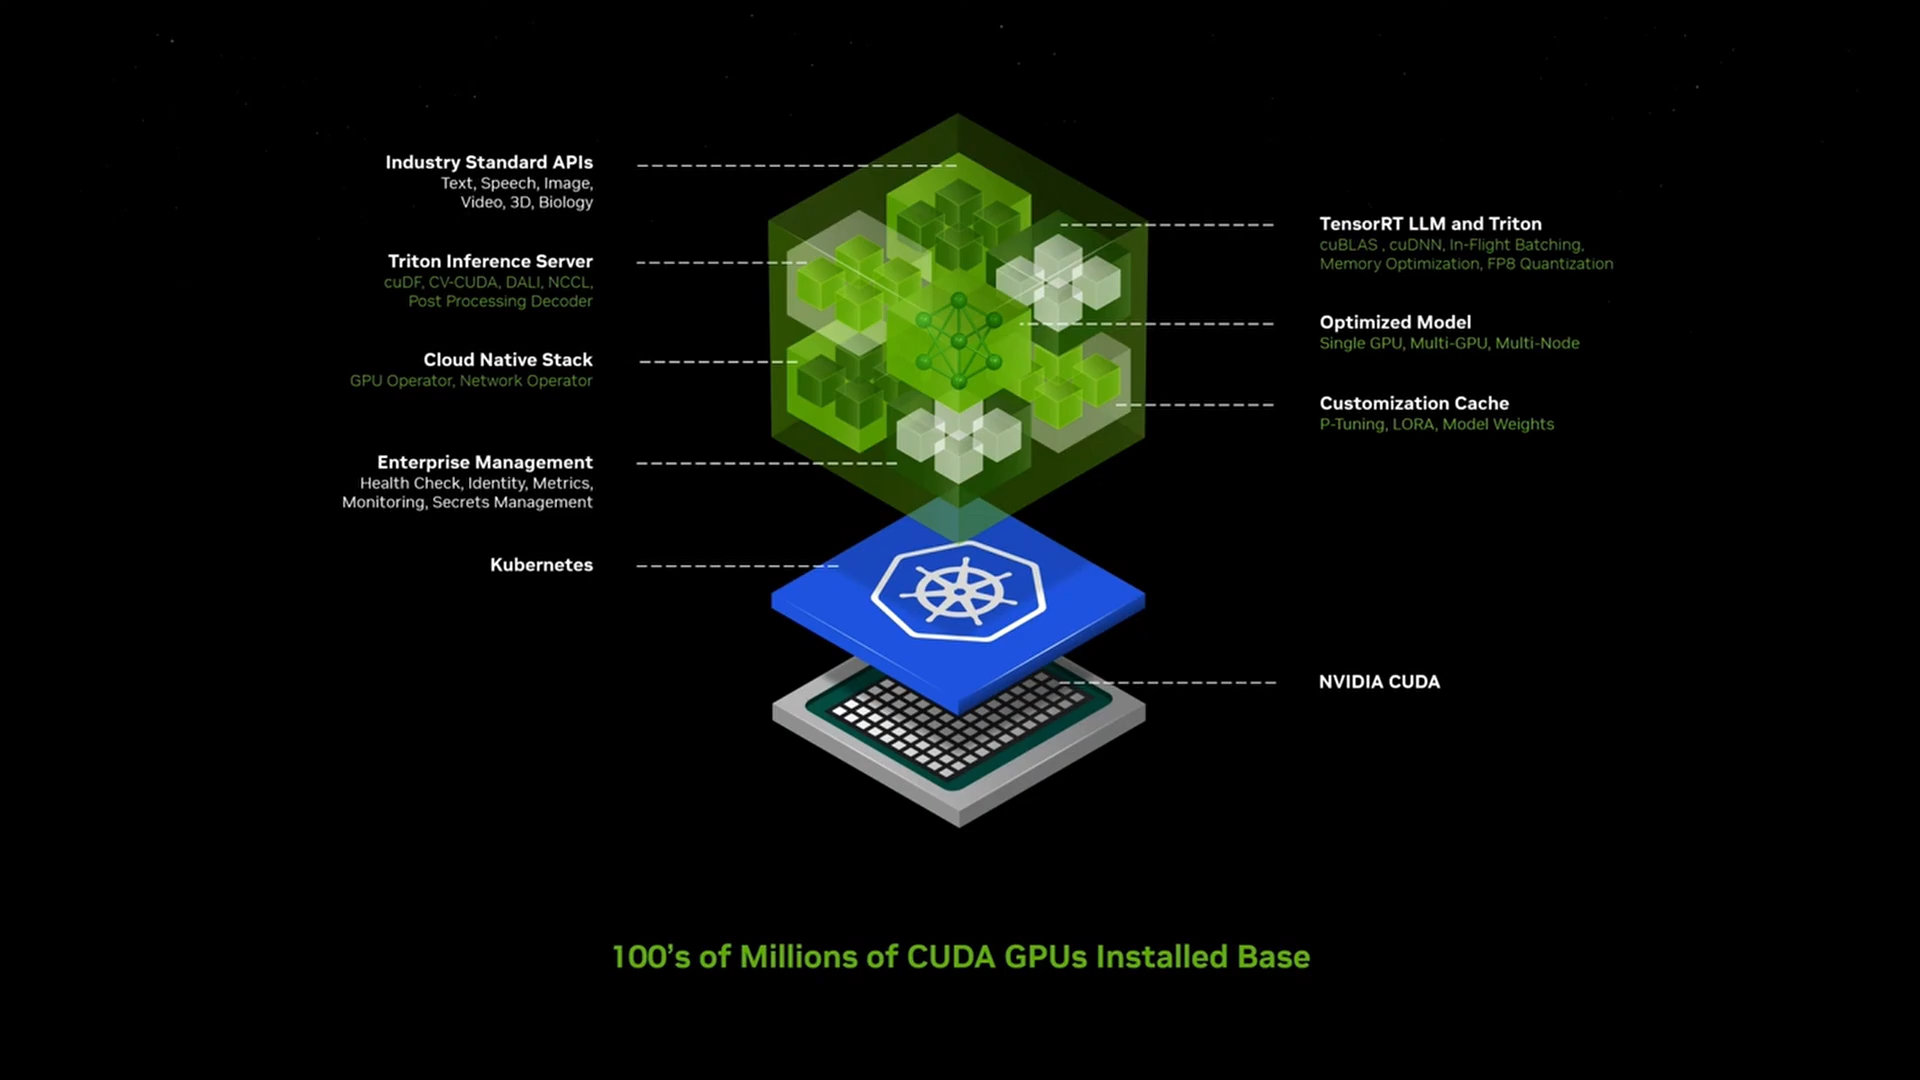 Industry Standard APIs
Text, Speech, Image,
Video, 3D, Biology
Triton Inference Server
cuDF, CV-CUDA, DALI, NCCL,
Post Processing Decoder
Cloud Native Stack
GPU Operator, Network Operator
Enterprise Management
Health Check, Identity, Metrics,
Monitoring, Secrets Management
Kubernetes
TensorRT LLM and Triton
cuBLAS , cuDNN, In-Flight Batching,
Memory Optimization, FP8 Quantization
Optimized Model
Single GPU, Multi-GPU, Multi-Node
Customization Cache
P-Tuning, LORA, Model Weights
NVIDIA CUDA
100’s of Millions of CUDA GPUs Installed Base